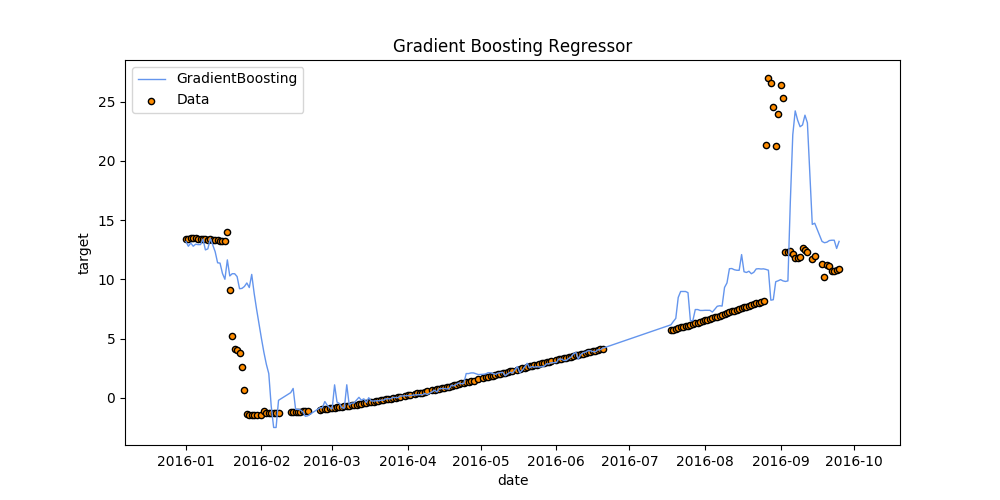 Gradient Boosting Regressor
GradientBoosting
Data
25
20
15
10
5
0
target
2016-01 2016-02 2016-03 2016-04 2016-05 2016-06 2016-07 2016-08 2016-09 2016-10
date